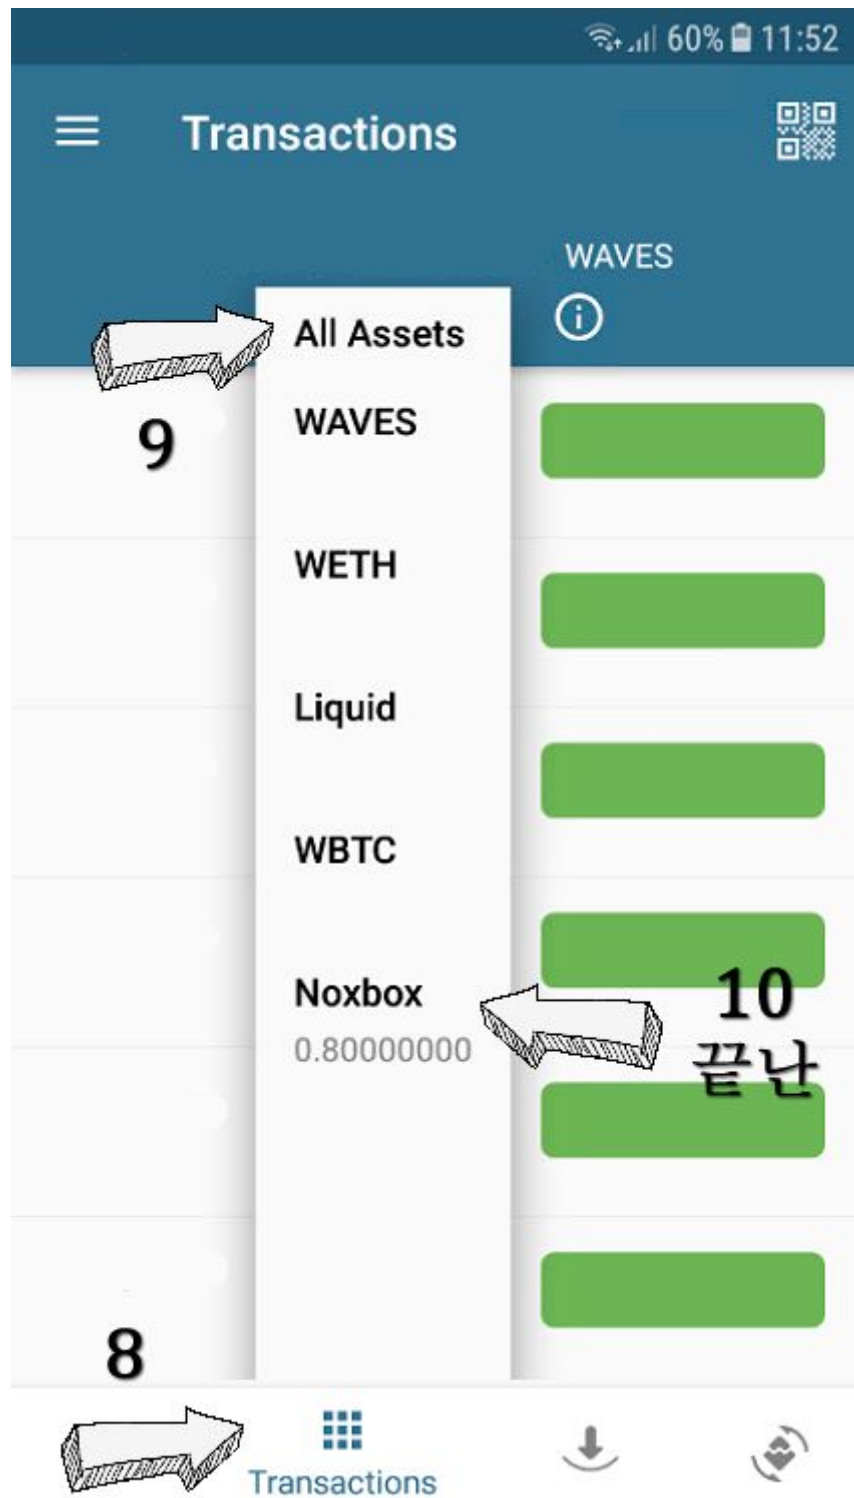 60% 11:52
Transactions
WAVES
All Assets
9
WAVES
WETH
Liquid
WBTC
Noxbox
0.80000000
10
끝난
8
Transactions